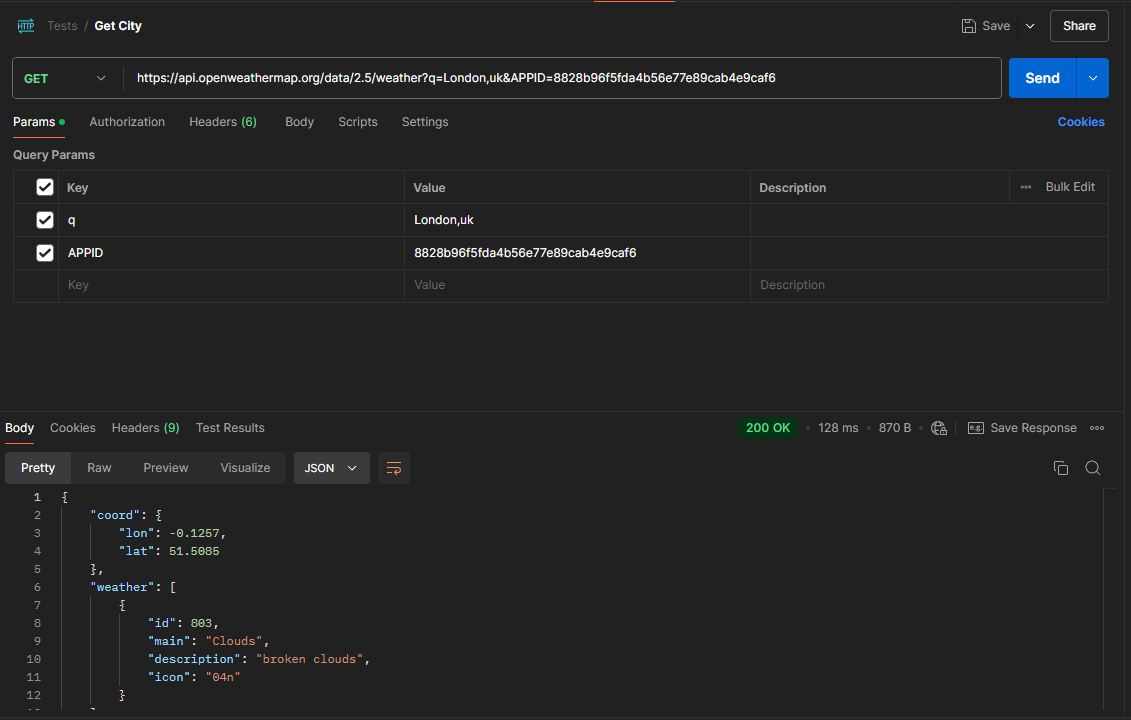 HTTP Tests / Get City Save Share
GET https://api.openweathermap.org/data/2.5/weather?q=London,uk&APPID=8828b96f5fda4b56e77e89cab4e9caf6 Send
Params Authorization Headers (6) Body Scripts Settings Cookies
Query Params
Key Value Description Bulk Edit
q London,uk
APPID 8828b96f5fda4b56e77e89cab4e9caf6
Key Value Description
Body Cookies Headers (9) Test Results 200 OK 128 ms 870 B e.g. Save Response
Pretty Raw Preview Visualize JSON
1 {
2 "coord": {
3 "lon": -0.1257,
4 "lat": 51.5085
5 },
6 "weather": [
7 {
8 "id": 803,
9 "main": "Clouds",
10 "description": "broken clouds",
11 "icon": "04n"
12 }